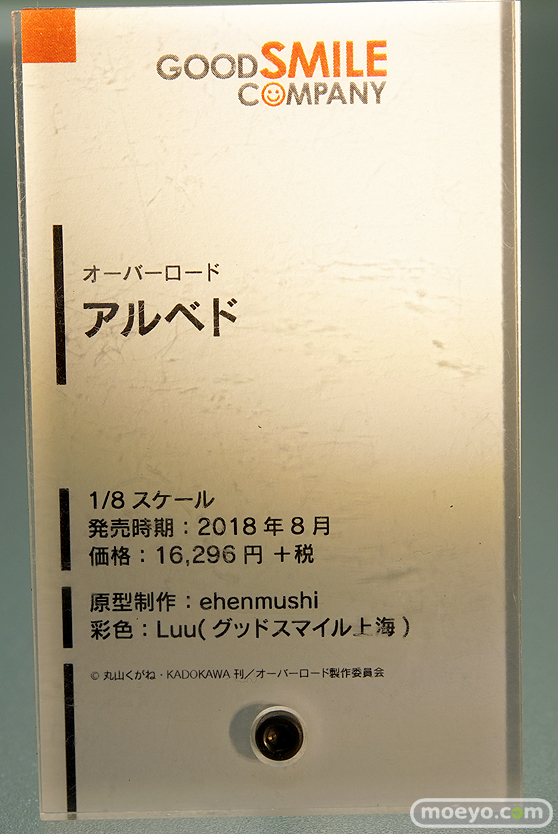 GOODSMILE
COMPANY
オーバーロード
アルベド
1/8 スケール
発売時期：2018 年 8 月
価格：16,296 円 ＋税
原型制作：ehenmushi
彩色：Luu( グッドスマイル上海 )
© 丸山くがね・KADOKAWA 刊／オーバーロード製作委員会
moeyo.com